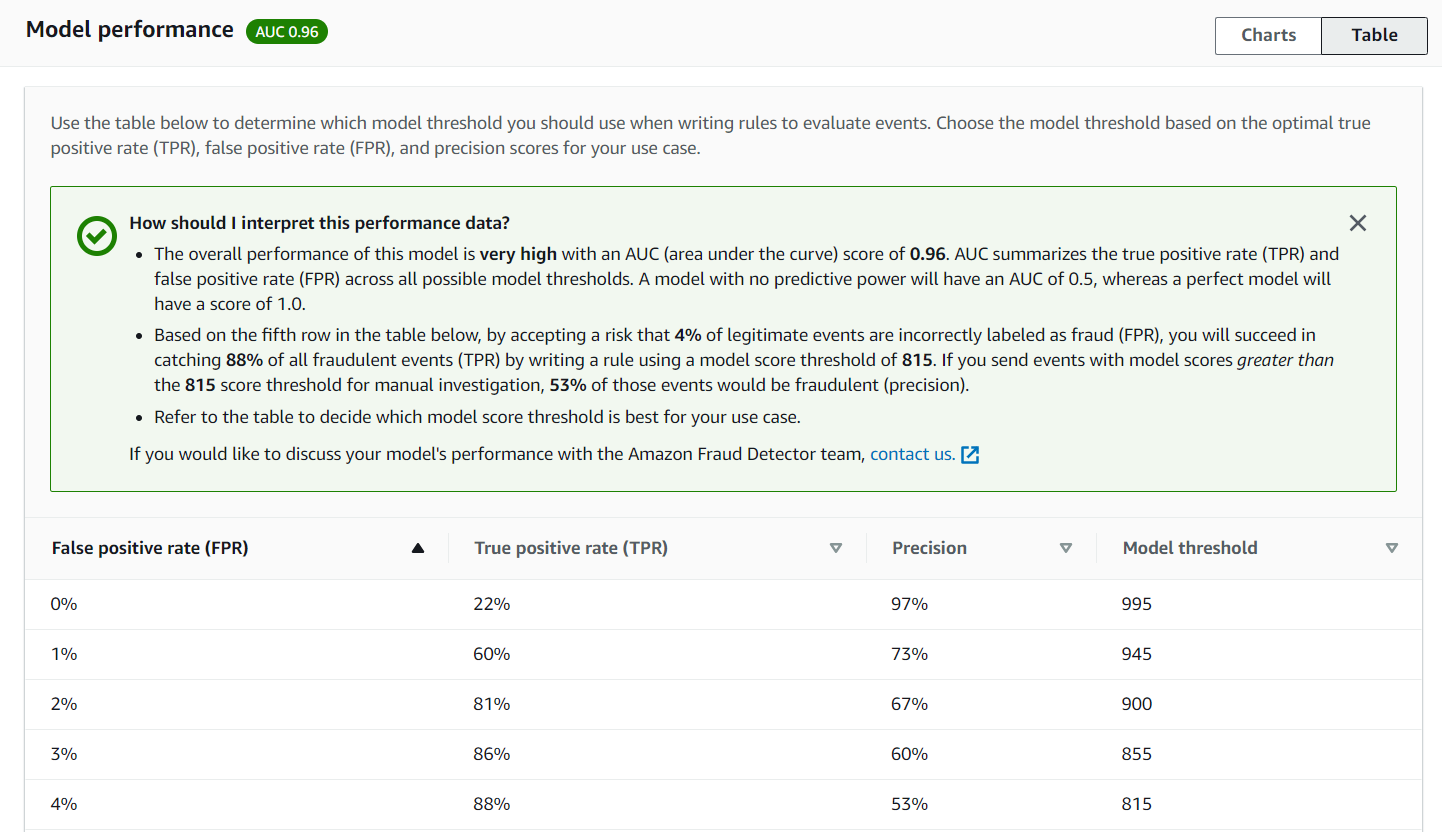 Model performance AUC 0.96
Charts Table
Use the table below to determine which model threshold you should use when writing rules to evaluate events. Choose the model threshold based on the optimal true
positive rate (TPR), false positive rate (FPR), and precision scores for your use case.
How should I interpret this performance data?
• The overall performance of this model is very high with an AUC (area under the curve) score of 0.96. AUC summarizes the true positive rate (TPR) and
false positive rate (FPR) across all possible model thresholds. A model with no predictive power will have an AUC of 0.5, whereas a perfect model will
have a score of 1.0.
• Based on the fifth row in the table below, by accepting a risk that 4% of legitimate events are incorrectly labeled as fraud (FPR), you will succeed in
catching 88% of all fraudulent events (TPR) by writing a rule using a model score threshold of 815. If you send events with model scores greater than
the 815 score threshold for manual investigation, 53% of those events would be fraudulent (precision).
• Refer to the table to decide which model score threshold is best for your use case.
If you would like to discuss your model's performance with the Amazon Fraud Detector team, contact us.
False positive rate (FPR) True positive rate (TPR) Precision Model threshold
0% 22% 97% 995
1% 60% 73% 945
2% 81% 67% 900
3% 86% 60% 855
4% 88% 53% 815